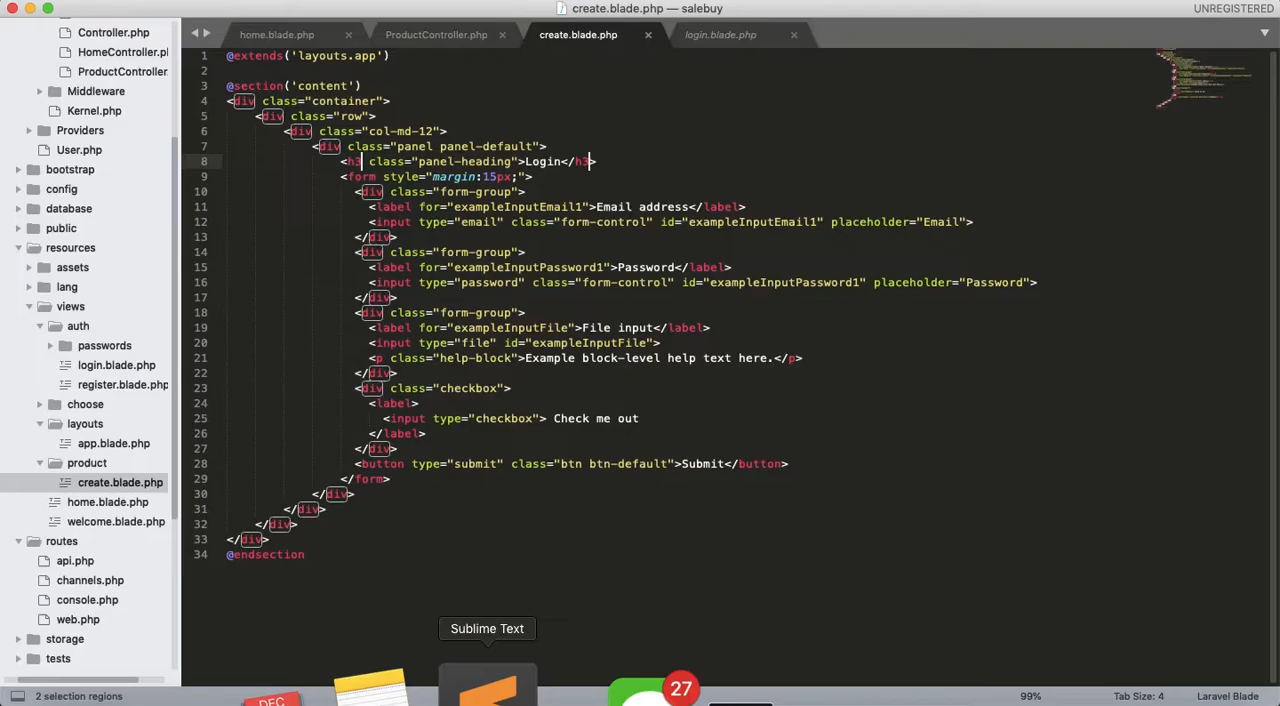 create.blade.php — salebuy
UNREGISTERED
Controller.php
HomeController.pl
ProductController.
Middleware
Kernel.php
Providers
User.php
bootstrap
config
database
public
resources
assets
lang
views
auth
passwords
login.blade.php
register.blade.php
choose
layouts
app.blade.php
product
create.blade.php
home.blade.php
welcome.blade.php
routes
api.php
channels.php
console.php
web.php
storage
tests
home.blade.php
ProductController.php
create.blade.php
login.blade.php
1 @extends('layouts.app')
2
3 @section('content')
4 <div class="container">
5 <div class="row">
6 <div class="col-md-12">
7 <div class="panel panel-default">
8 <h3 class="panel-heading">Login</h3>
9 <form style="margin:15px;">
10 <div class="form-group">
11 <label for="exampleInputEmail1">Email address</label>
12 <input type="email" class="form-control" id="exampleInputEmail1" placeholder="Email">
13 </div>
14 <div class="form-group">
15 <label for="exampleInputPassword1">Password</label>
16 <input type="password" class="form-control" id="exampleInputPassword1" placeholder="Password">
17 </div>
18 <div class="form-group">
19 <label for="exampleInputFile">File input</label>
20 <input type="file" id="exampleInputFile">
21 <p class="help-block">Example block-level help text here.</p>
22 </div>
23 <div class="checkbox">
24 <label>
25 <input type="checkbox"> Check me out
26 </label>
27 </div>
28 <button type="submit" class="btn btn-default">Submit</button>
29 </form>
30 </div>
31 </div>
32 </div>
33 </div>
34 @endsection
Sublime Text
DEC
27
2 selection regions
99%
Tab Size: 4
Laravel Blade